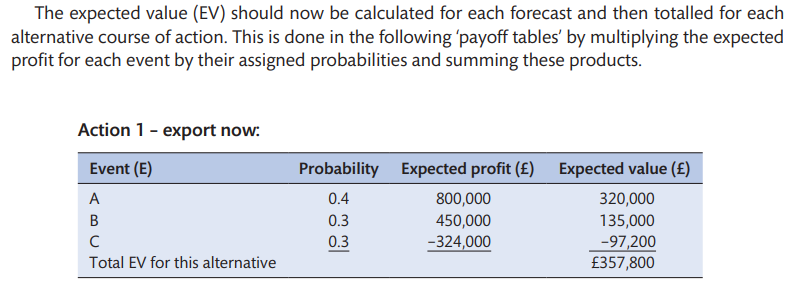 The expected value (EV) should now be calculated for each forecast and then totalled for each
alternative course of action. This is done in the following ‘payoff tables’ by multiplying the expected
profit for each event by their assigned probabilities and summing these products.
Action 1 – export now:
Event (E) Probability Expected profit (£) Expected value (£)
A 0.4 800,000 320,000
B 0.3 450,000 135,000
C 0.3 −324,000 −97,200
Total EV for this alternative £357,800